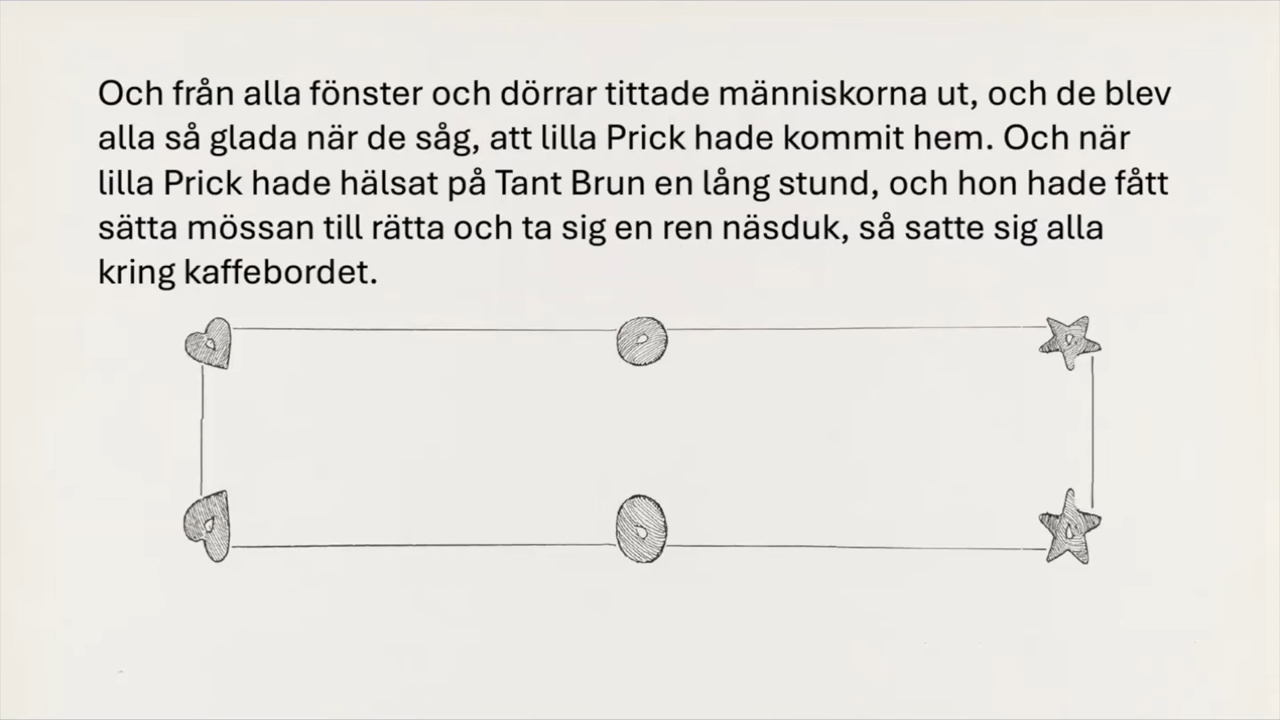 Och från alla fönster och dörrar tittade människorna ut, och de blev
alla så glada när de såg, att lilla Prick hade kommit hem. Och när
lilla Prick hade hälsat på Tant Brun en lång stund, och hon hade fått
sätta mössan till rätta och ta sig en ren näsduk, så satte sig alla
kring kaffebordet.